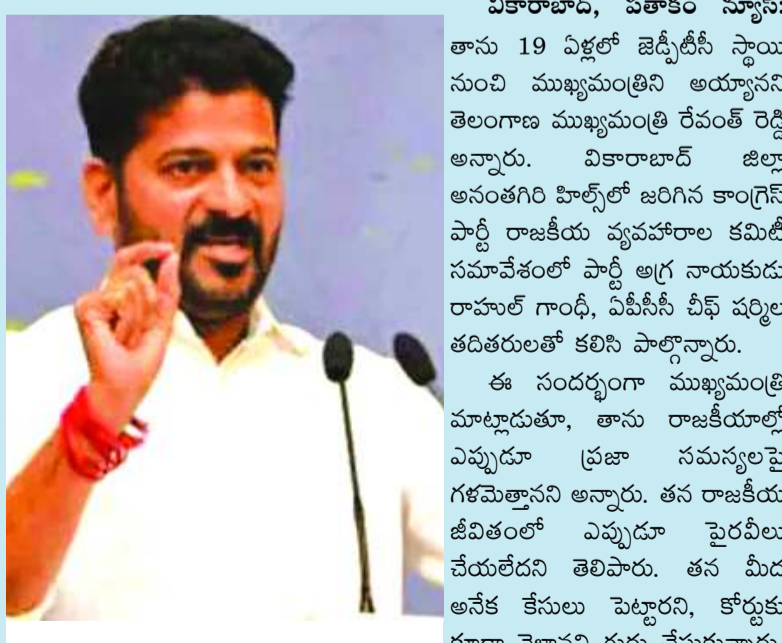 వికారాబాద్, పతాకం న్యూస్:
తాను 19 ఏళ్లలో జెడ్పీటీసీ స్థాయి
నుంచి ముఖ్యమంత్రిని అయ్యానని
తెలంగాణ ముఖ్యమంత్రి రేవంత్ రెడ్డి
అన్నారు. వికారాబాద్ జిల్లా
అనంతగిరి హిల్స్‌లో జరిగిన కాంగ్రెస్
పార్టీ రాజకీయ వ్యవహారాల కమిటీ
సమావేశంలో పార్టీ అగ్ర నాయకుడు
రాహుల్ గాంధీ, ఏపీసీసీ చీఫ్ షర్మిల
తదితరులతో కలిసి పాల్గొన్నారు.
ఈ సందర్భంగా ముఖ్యమంత్రి
మాట్లాడుతూ, తాను రాజకీయాల్లో
ఎప్పుడూ ప్రజా సమస్యలపై
గళమెత్తానని అన్నారు. తన రాజకీయ
జీవితంలో ఎప్పుడూ పైరవీలు
చేయలేదని తెలిపారు. తన మీద
అనేక కేసులు పెట్టారని, కోర్టుకు